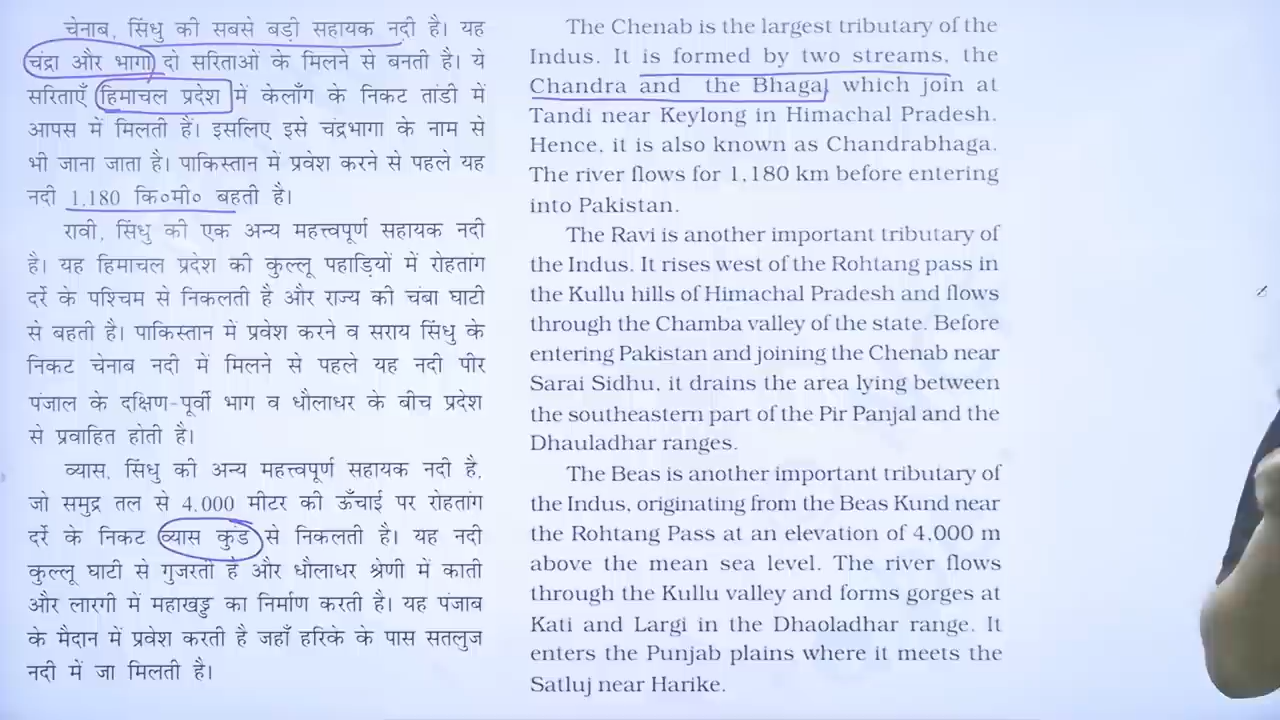 चेनाब, सिंधु की सबसे बड़ी सहायक नदी है। यह
चंद्रा और भागा दो सरिताओं के मिलने से बनती है। ये
सरिताएँ हिमाचल प्रदेश में केलाँग के निकट तांडी में
आपस में मिलती हैं। इसलिए इसे चंद्रभागा के नाम से
भी जाना जाता है। पाकिस्तान में प्रवेश करने से पहले यह
नदी 1,180 कि०मी० बहती है।
रावी, सिंधु की एक अन्य महत्त्वपूर्ण सहायक नदी
है। यह हिमाचल प्रदेश की कुल्लू पहाड़ियों में रोहतांग
दर्रे के पश्चिम से निकलती है और राज्य की चंबा घाटी
से बहती है। पाकिस्तान में प्रवेश करने व सराय सिंधु के
निकट चेनाब नदी में मिलने से पहले यह नदी पीर
पंजाल के दक्षिण-पूर्वी भाग व धौलाधर के बीच प्रदेश
से प्रवाहित होती है।
व्यास, सिंधु की अन्य महत्त्वपूर्ण सहायक नदी है,
जो समुद्र तल से 4,000 मीटर की ऊँचाई पर रोहतांग
दर्रे के निकट व्यास कुंड से निकलती है। यह नदी
कुल्लू घाटी से गुजरती है और धौलाधर श्रेणी में काती
और लारगी में महाखड्ड का निर्माण करती है। यह पंजाब
के मैदान में प्रवेश करती है जहाँ हरिके के पास सतलुज
नदी में जा मिलती है।
The Chenab is the largest tributary of the
Indus. It is formed by two streams, the
Chandra and the Bhaga, which join at
Tandi near Keylong in Himachal Pradesh.
Hence, it is also known as Chandrabhaga.
The river flows for 1,180 km before entering
into Pakistan.
The Ravi is another important tributary of
the Indus. It rises west of the Rohtang pass in
the Kullu hills of Himachal Pradesh and flows
through the Chamba valley of the state. Before
entering Pakistan and joining the Chenab near
Sarai Sidhu, it drains the area lying between
the southeastern part of the Pir Panjal and the
Dhauladhar ranges.
The Beas is another important tributary of
the Indus, originating from the Beas Kund near
the Rohtang Pass at an elevation of 4,000 m
above the mean sea level. The river flows
through the Kullu valley and forms gorges at
Kati and Largi in the Dhaoladhar range. It
enters the Punjab plains where it meets the
Satluj near Harike.